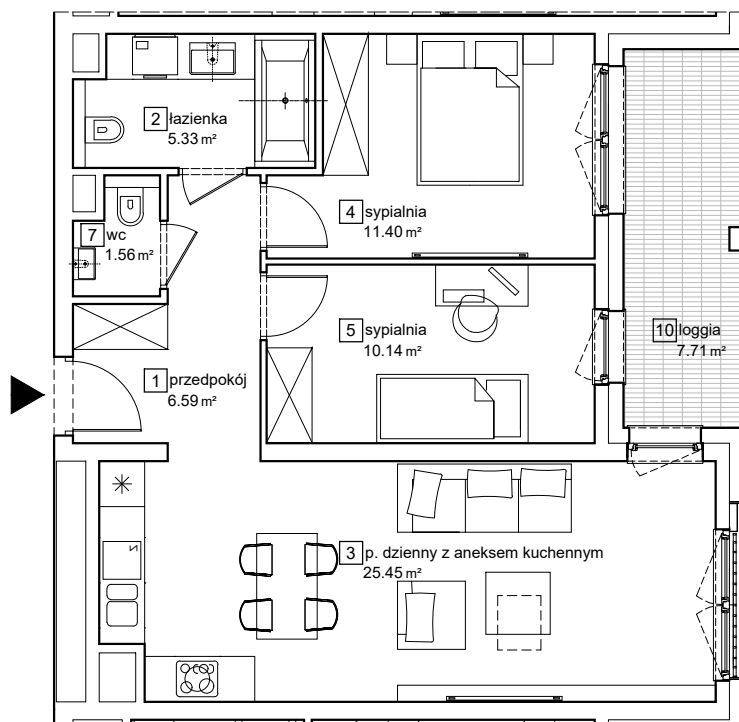 2 łazienka
5.33 m²
4 sypialnia
11.40 m²
7 wc
1.56 m²
5 sypialnia
10.14 m²
10 loggia
7.71 m²
1 przedpokój
6.59 m²
3 p. dzienny z aneksem kuchennym
25.45 m²